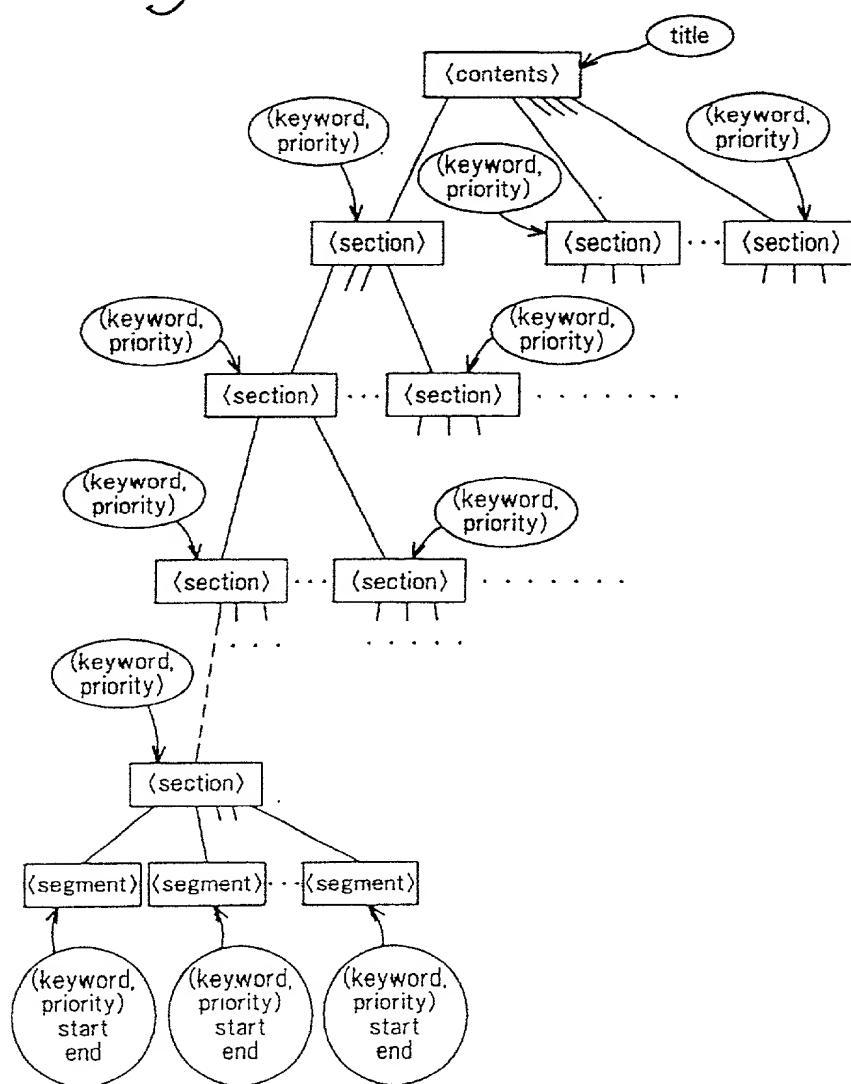 title
〈contents〉
(keyword,
priority)
(keyword,
priority)
(keyword,
priority)
〈section〉
〈section〉
...
〈section〉
(keyword,
priority)
(keyword,
priority)
〈section〉
...
〈section〉
.......
(keyword,
priority)
(keyword,
priority)
〈section〉
...
〈section〉
.......
(keyword,
priority)
〈section〉
〈segment〉
〈segment〉
...
〈segment〉
(keyword,
priority)
start
end
(keyword,
priority)
start
end
(keyword,
priority)
start
end